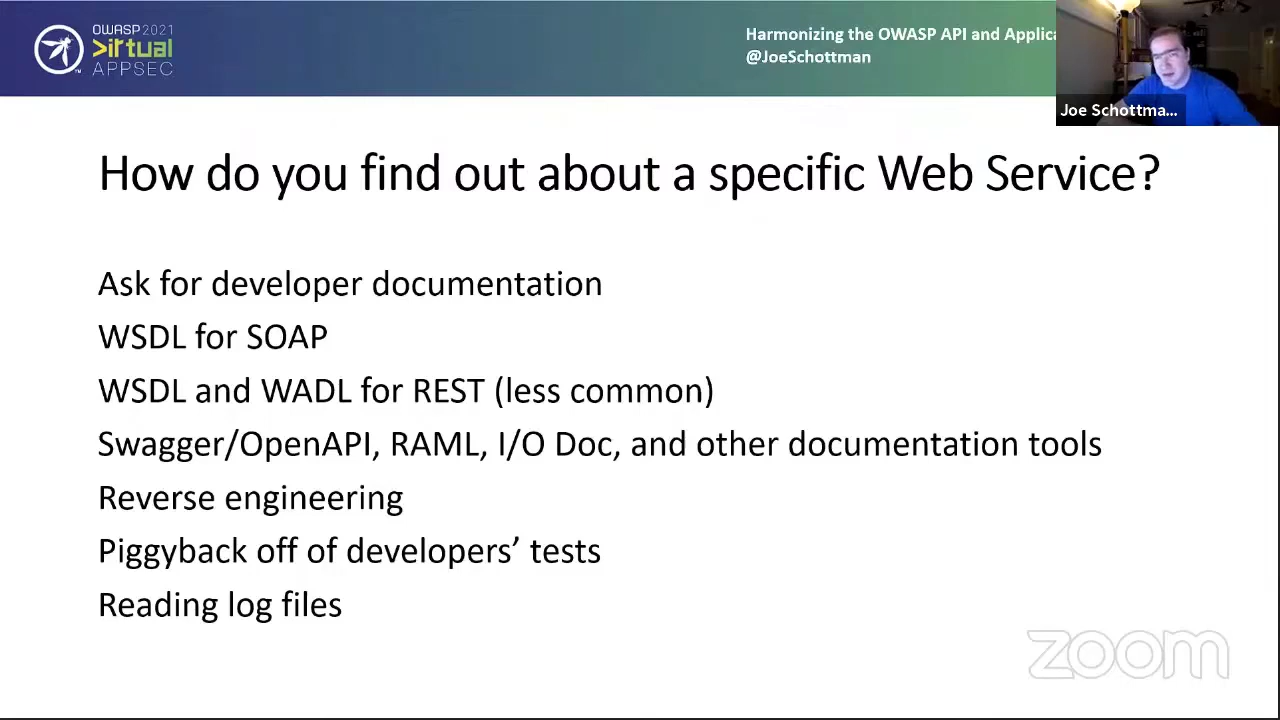 OWASP 2021
>irtual
APPSEC
Harmonizing the OWASP API and Applica
@JoeSchottman
Joe Schottma...
How do you find out about a specific Web Service?
Ask for developer documentation
WSDL for SOAP
WSDL and WADL for REST (less common)
Swagger/OpenAPI, RAML, I/O Doc, and other documentation tools
Reverse engineering
Piggyback off of developers’ tests
Reading log files
zoom